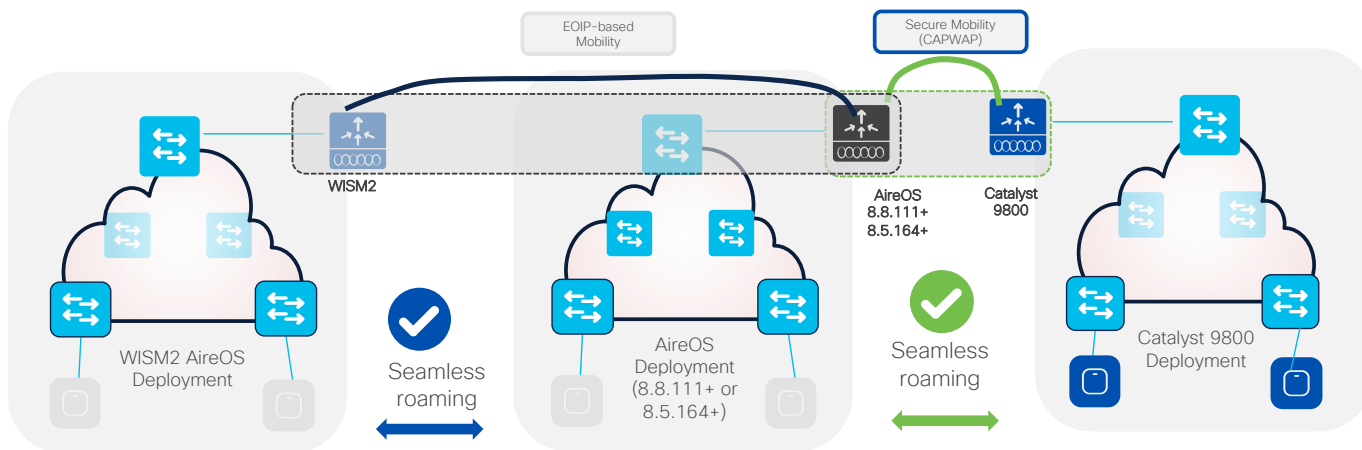 EOIP-based
Mobility
Secure Mobility
(CAPWAP)
WISM2
AireOS
8.8.111+
8.5.164+
Catalyst
9800
WISM2 AireOS
Deployment
Seamless
roaming
AireOS
Deployment
(8.8.111+ or
8.5.164+)
Seamless
roaming
Catalyst 9800
Deployment